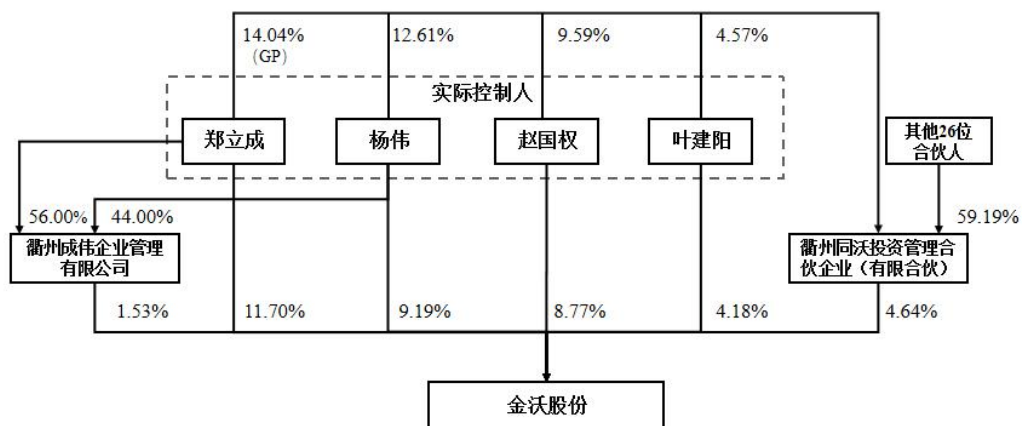 14.04% 12.61% 9.59% 4.57%
（GP）
实际控制人
郑立成 杨伟 赵国权 叶建阳
其他26位
合伙人
56.00% 44.00% 59.19%
衢州成伟企业管理
有限公司
衢州同沃投资管理合
伙企业（有限合伙）
1.53% 11.70% 9.19% 8.77% 4.18% 4.64%
金沃股份